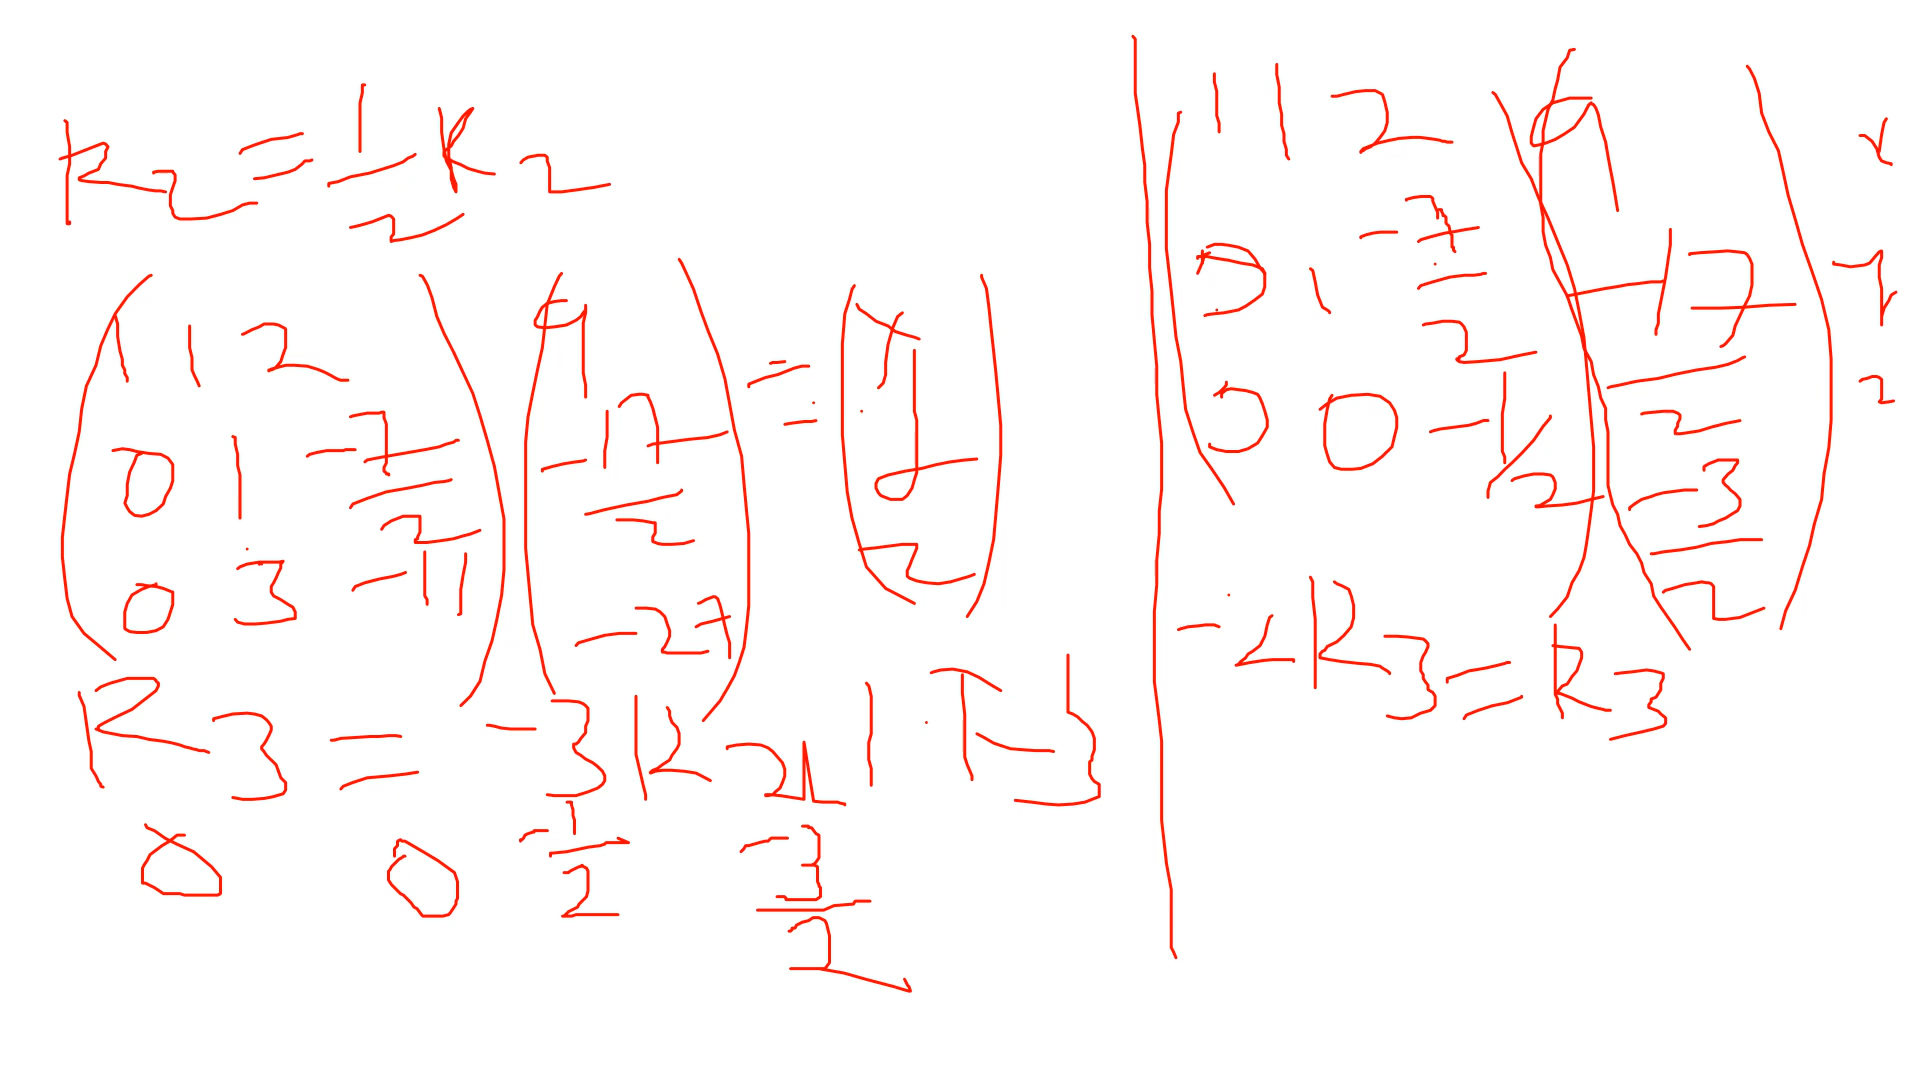 R2 = 1/2 R2
( 1 1 2 ) ( 9 ) = ( x )
( 0 1 -7/2 ) ( -17/2 ) ( y )
( 0 3 -11 ) ( -27 ) ( z )
R3 = -3R2 + R3
0 0 -1/2 -3/2
( 1 1 2 ) ( 9 ) x
( 0 1 -7/2 ) ( -17/2 ) y
( 0 0 -1/2 ) ( -3/2 ) z
-2R3 = R3